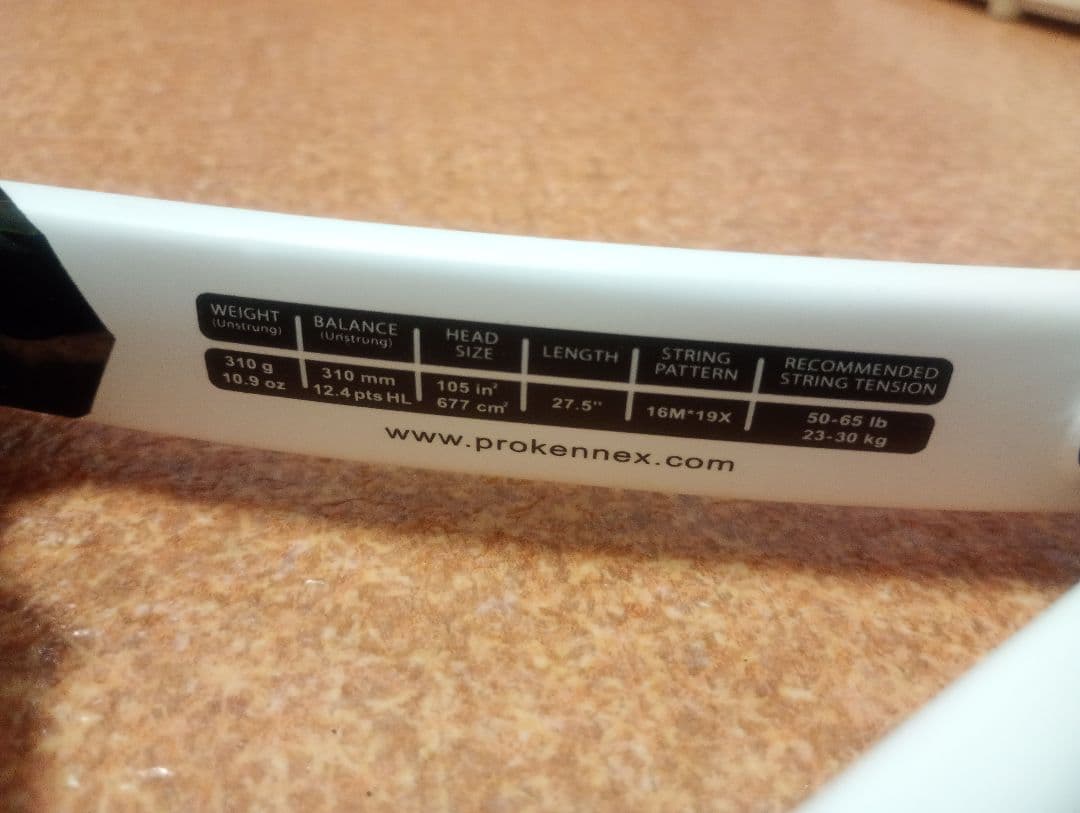 WEIGHT BALANCE HEAD LENGTH STRING RECOMMENDED
(Unstrung) (Unstrung) SIZE PATTERN STRING TENSION
310 g 310 mm 105 in² 27.5" 16M*19X 50-65 lb
10.9 oz 12.4 pts HL 677 cm² 23-30 kg
www.prokennex.com